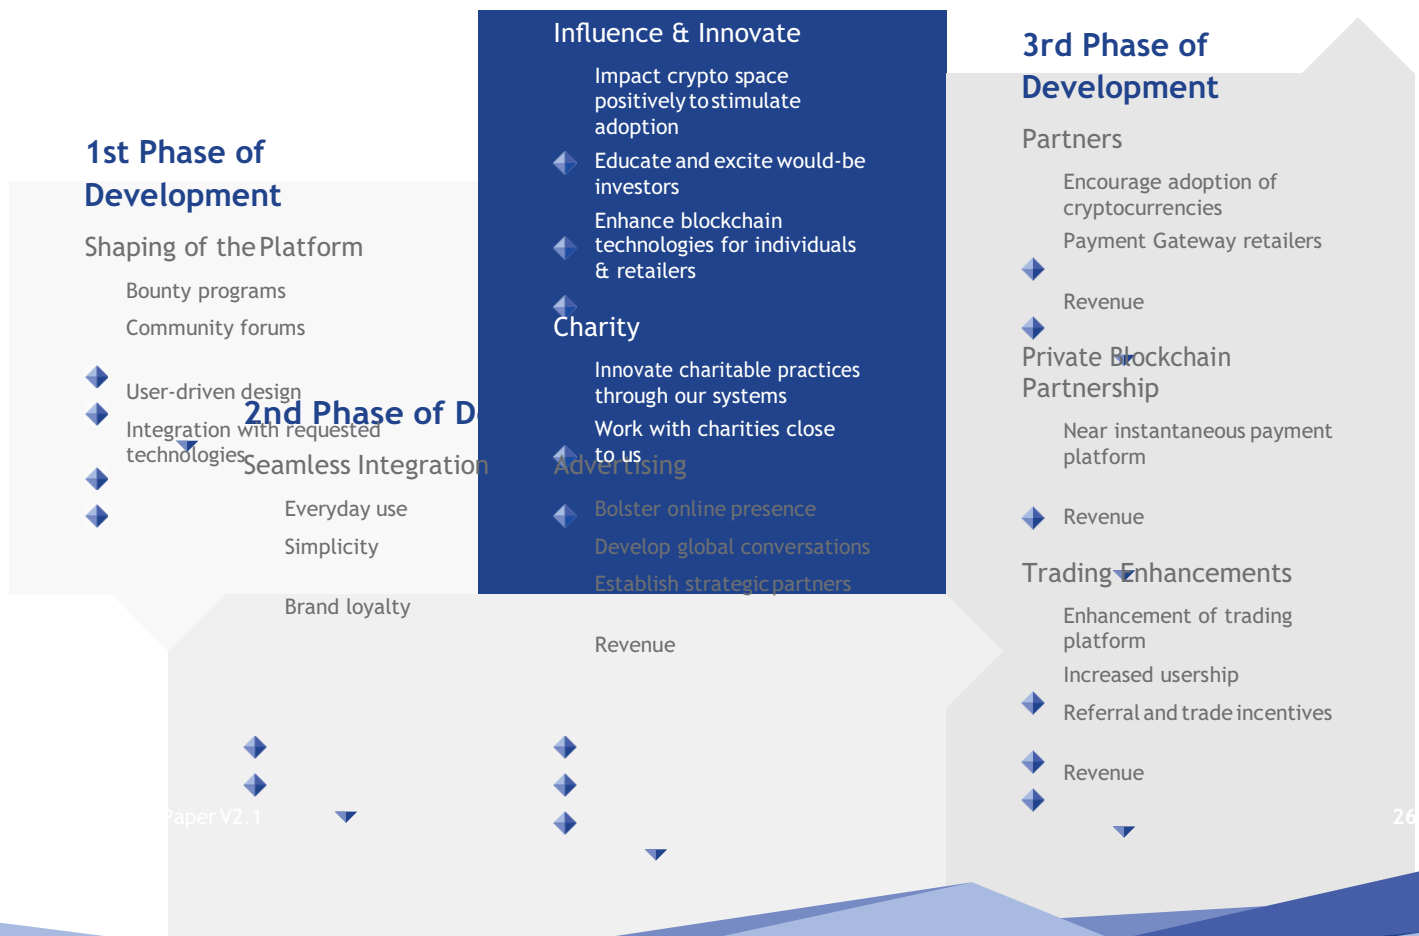 1st Phase of
Development
Shaping of the Platform
Bounty programs
Community forums
User-driven design
Integration with requested
technologies
2nd Phase of D
Seamless Integration
Everyday use
Simplicity
Brand loyalty
Influence & Innovate
Impact crypto space
positively to stimulate
adoption
Educate and excite would-be
investors
Enhance blockchain
technologies for individuals
& retailers
Charity
Innovate charitable practices
through our systems
Work with charities close
to us
Advertising
Bolster online presence
Develop global conversations
Establish strategic partners
Revenue
3rd Phase of
Development
Partners
Encourage adoption of
cryptocurrencies
Payment Gateway retailers
Revenue
Private Blockchain
Partnership
Near instantaneous payment
platform
Revenue
Trading Enhancements
Enhancement of trading
platform
Increased usership
Referral and trade incentives
Revenue
Paper V2.1
26